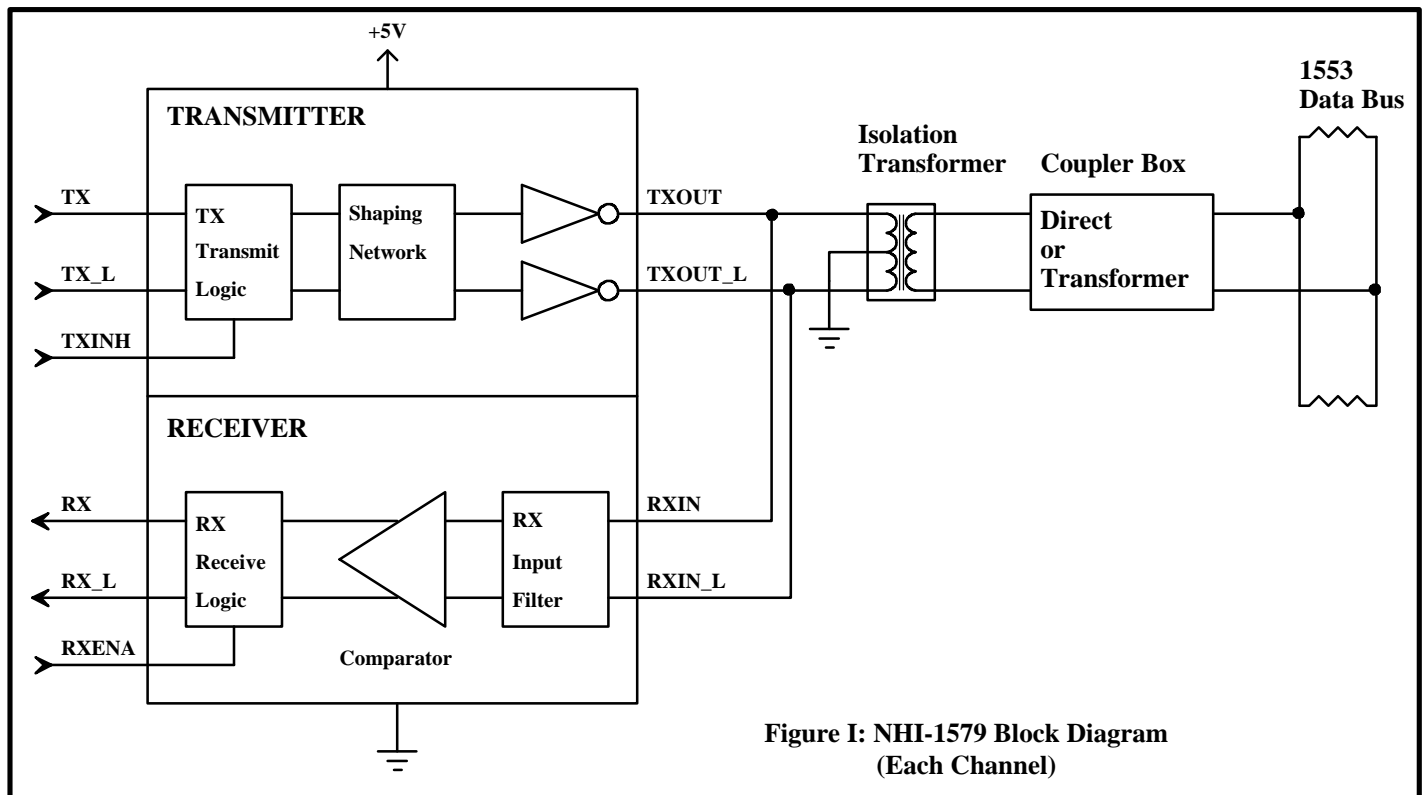 +5V
1553
Data Bus
TRANSMITTER
Isolation
Transformer
Coupler Box
TX
TX_L
TXINH
TX
Transmit
Logic
Shaping
Network
TXOUT
TXOUT_L
Direct
or
Transformer
RECEIVER
RX
RX_L
RXENA
RX
Receive
Logic
Comparator
RX
Input
Filter
RXIN
RXIN_L
Figure I: NHI-1579 Block Diagram
(Each Channel)